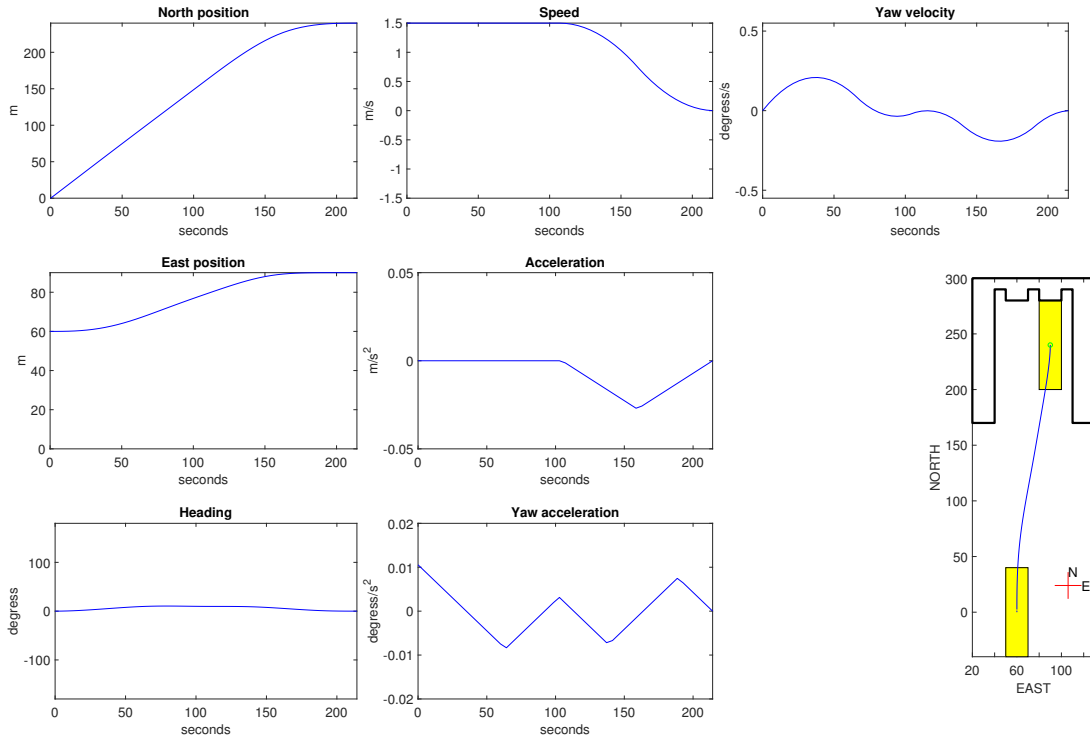 North position
200
150
100
50
0
m
0 50 100 150 200
seconds
Speed
1.5
1
0.5
0
-0.5
-1
-1.5
m/s
0 50 100 150 200
seconds
Yaw velocity
0.5
0
-0.5
degress/s
0 50 100 150 200
seconds
East position
80
60
40
20
0
m
0 50 100 150 200
seconds
Acceleration
0.05
0
-0.05
m/s²
0 50 100 150 200
seconds
Heading
100
0
-100
degress
0 50 100 150 200
seconds
Yaw acceleration
0.02
0.01
0
-0.01
-0.02
degress/s²
0 50 100 150 200
seconds
300
250
200
150
100
50
0
NORTH
N
E
20 60 100
EAST